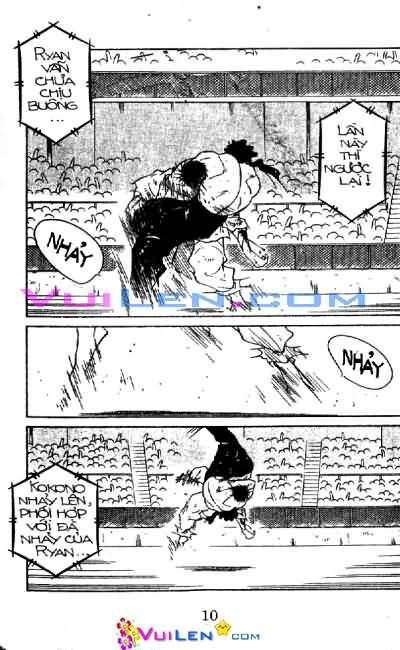 RYAN
VẪN
CHƯA
CHỊU
BUÔNG
...
LẦN
NÀY
THÌ
NGƯỢC
LẠI!
NHẢY
VUILEN.COM
NHẢY
KOKONO
NHẢY LÊN,
PHỐI HỢP
VỚI ĐÀ
NHẢY CỦA
RYAN...
10
VUILEN.COM